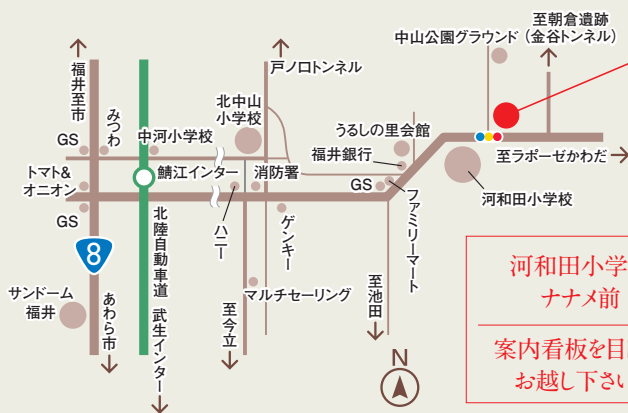 至朝倉遺跡
(金谷トンネル)
中山公園グラウンド
戸ノ口トンネル
福井至市
みつわ
GS
中河小学校
北中山
小学校
うるしの里会館
福井銀行
至ラポーゼかわだ
トマト&
オニオン
鯖江インター
消防署
GS
ファミリーマート
河和田小学校
GS
ハニー
ゲンキー
8
北陸自動車道
武生インター
サンドーム
福井
あわら市
マルチセーリング
至今立
至池田
N
河和田小学
ナナメ前
案内看板を目
お越し下さい